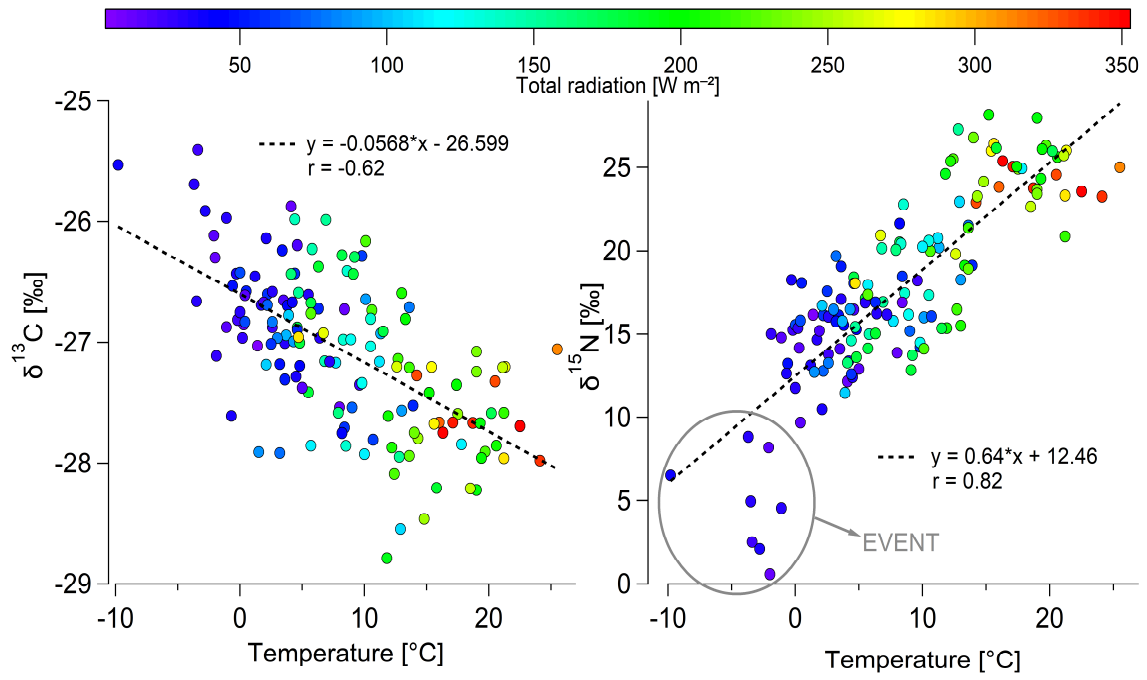 50 100 150 200 250 300 350
Total radiation [W m⁻²]
-25
-26
-27
-28
-29
δ¹³C [‰]
y = -0.0568*x - 26.599
r = -0.62
-10 0 10 20
Temperature [°C]
25
20
15
10
5
0
δ¹⁵N [‰]
y = 0.64*x + 12.46
r = 0.82
EVENT
-10 0 10 20
Temperature [°C]